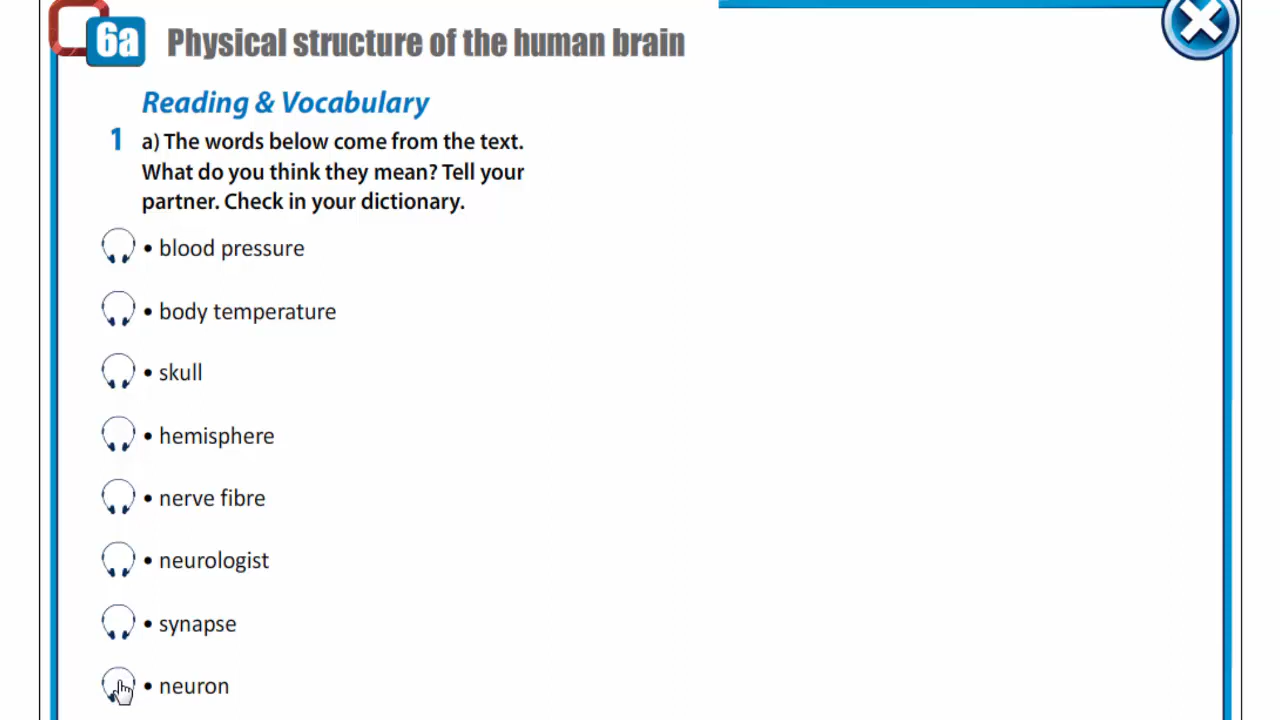 6a Physical structure of the human brain
Reading & Vocabulary
1 a) The words below come from the text.
What do you think they mean? Tell your
partner. Check in your dictionary.
• blood pressure
• body temperature
• skull
• hemisphere
• nerve fibre
• neurologist
• synapse
• neuron